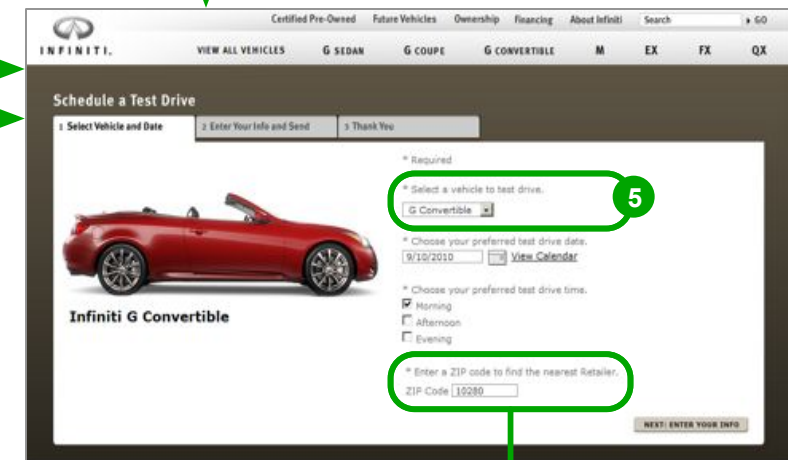 Certified Pre-Owned Future Vehicles Ownership Financing About Infiniti Search GO
INFINITI. VIEW ALL VEHICLES G SEDAN G COUPE G CONVERTIBLE M EX FX QX
Schedule a Test Drive
1 Select Vehicle and Date 2 Enter Your Info and Send 3 Thank You
* Required
* Select a vehicle to test drive.
5
G Convertible
* Choose your preferred test drive date.
9/10/2010 View Calendar
* Choose your preferred test drive time.
Morning
Infiniti G Convertible
Afternoon
Evening
* Enter a ZIP code to find the nearest Retailer.
ZIP Code 10280
NEXT: ENTER YOUR INFO